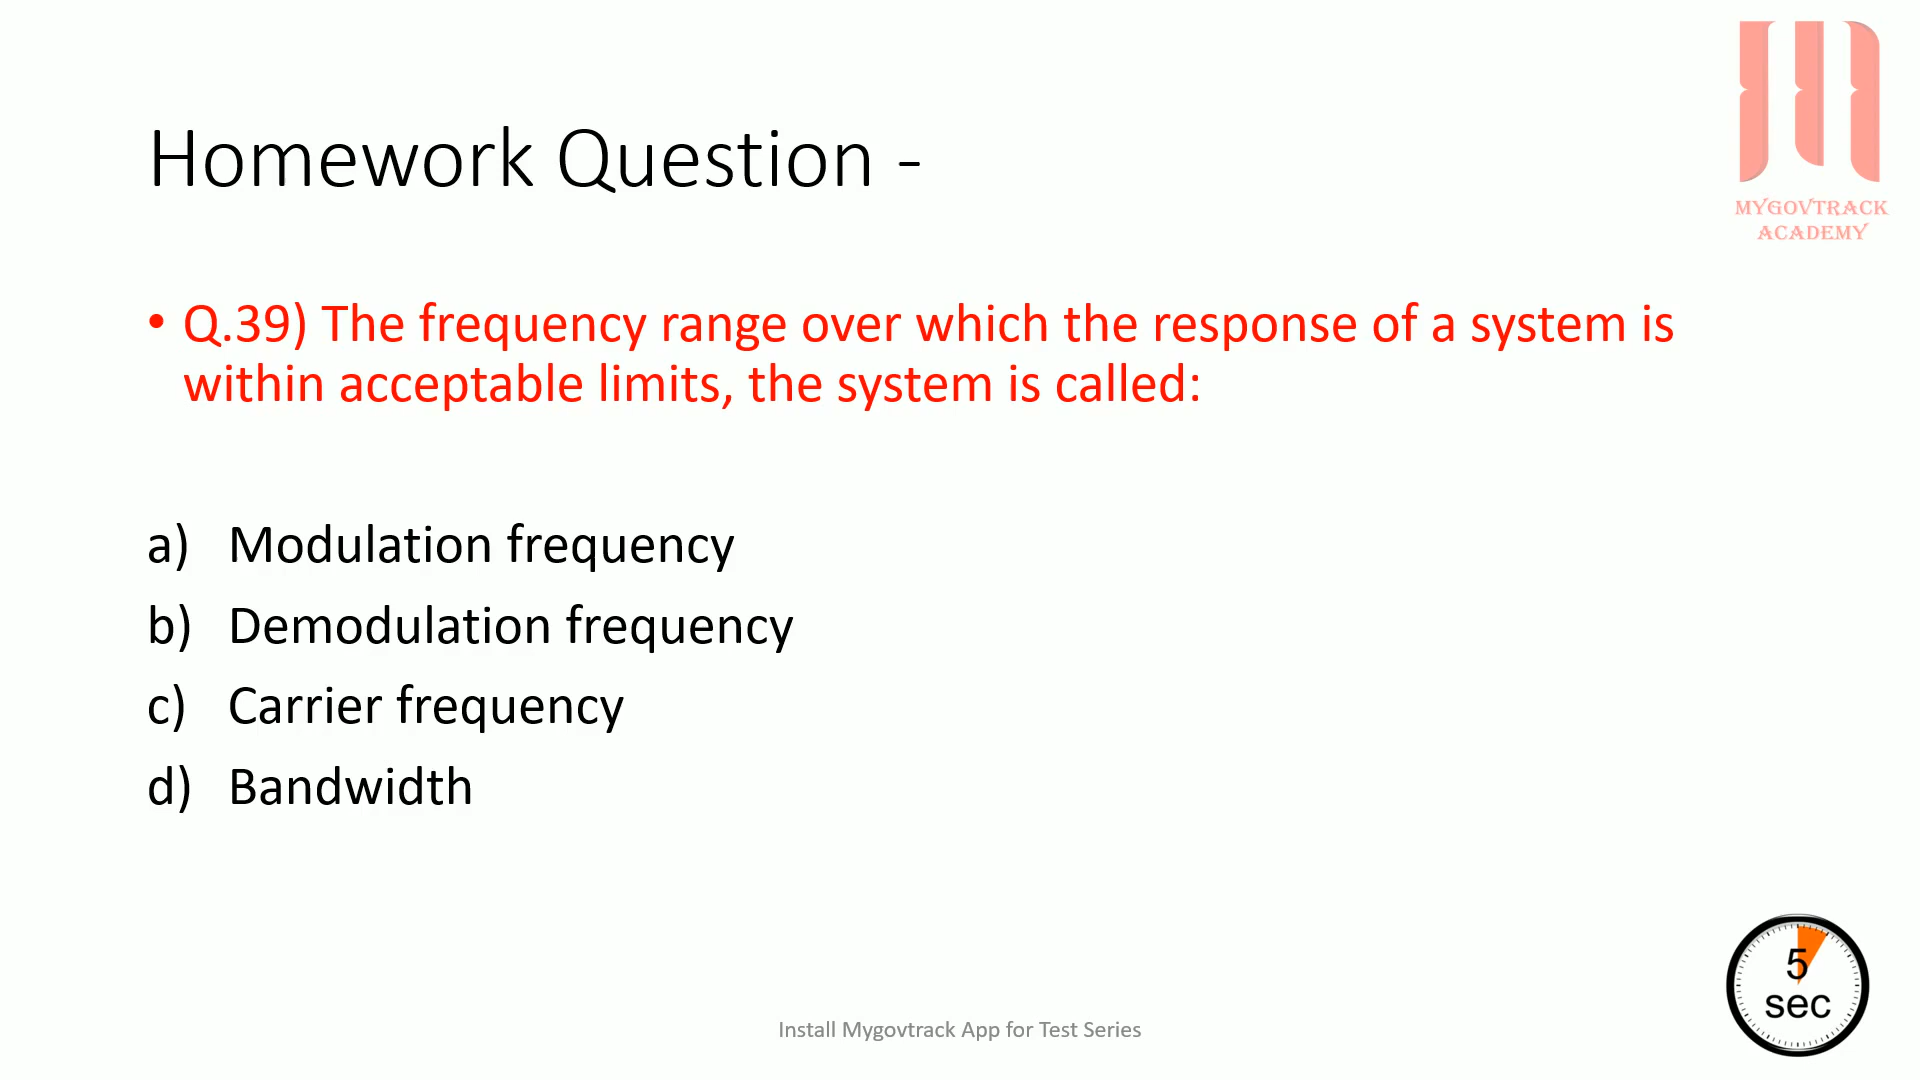 MYGOVTRACK
ACADEMY
Homework Question -
• Q.39) The frequency range over which the response of a system is
within acceptable limits, the system is called:
a) Modulation frequency
b) Demodulation frequency
c) Carrier frequency
d) Bandwidth
5
sec
Install Mygovtrack App for Test Series